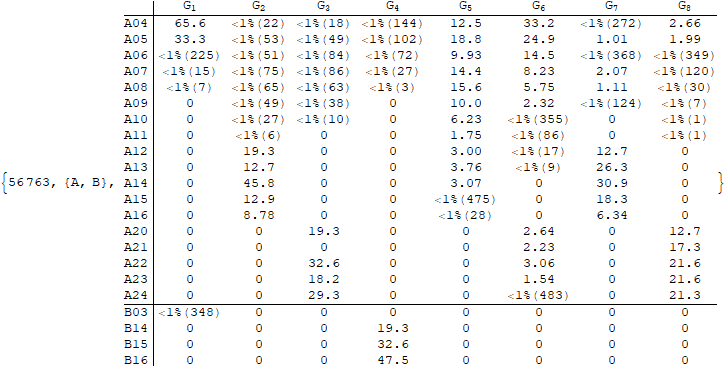 G1 G2 G3 G4 G5 G6 G7 G8
A04 65.6 <1%(22) <1%(18) <1%(144) 12.5 33.2 <1%(272) 2.66
A05 33.3 <1%(53) <1%(49) <1%(102) 18.8 24.9 1.01 1.99
A06 <1%(225) <1%(51) <1%(84) <1%(72) 9.93 14.5 <1%(368) <1%(349)
A07 <1%(15) <1%(75) <1%(86) <1%(27) 14.4 8.23 2.07 <1%(120)
A08 <1%(7) <1%(65) <1%(63) <1%(3) 15.6 5.75 1.11 <1%(30)
A09 0 <1%(49) <1%(38) 0 10.0 2.32 <1%(124) <1%(7)
A10 0 <1%(27) <1%(10) 0 6.23 <1%(355) 0 <1%(1)
A11 0 <1%(6) 0 0 1.75 <1%(86) 0 <1%(1)
A12 0 19.3 0 0 3.00 <1%(17) 12.7 0
A13 0 12.7 0 0 3.76 <1%(9) 26.3 0
{56763, {A, B}, A14 0 45.8 0 0 3.07 0 30.9 0 }
A15 0 12.9 0 0 <1%(475) 0 18.3 0
A16 0 8.78 0 0 <1%(28) 0 6.34 0
A20 0 0 19.3 0 0 2.64 0 12.7
A21 0 0 0 0 0 2.23 0 17.3
A22 0 0 32.6 0 0 3.06 0 21.6
A23 0 0 18.2 0 0 1.54 0 21.6
A24 0 0 29.3 0 0 <1%(483) 0 21.3
B03 <1%(348) 0 0 0 0 0 0 0
B14 0 0 0 19.3 0 0 0 0
B15 0 0 0 32.6 0 0 0 0
B16 0 0 0 47.5 0 0 0 0